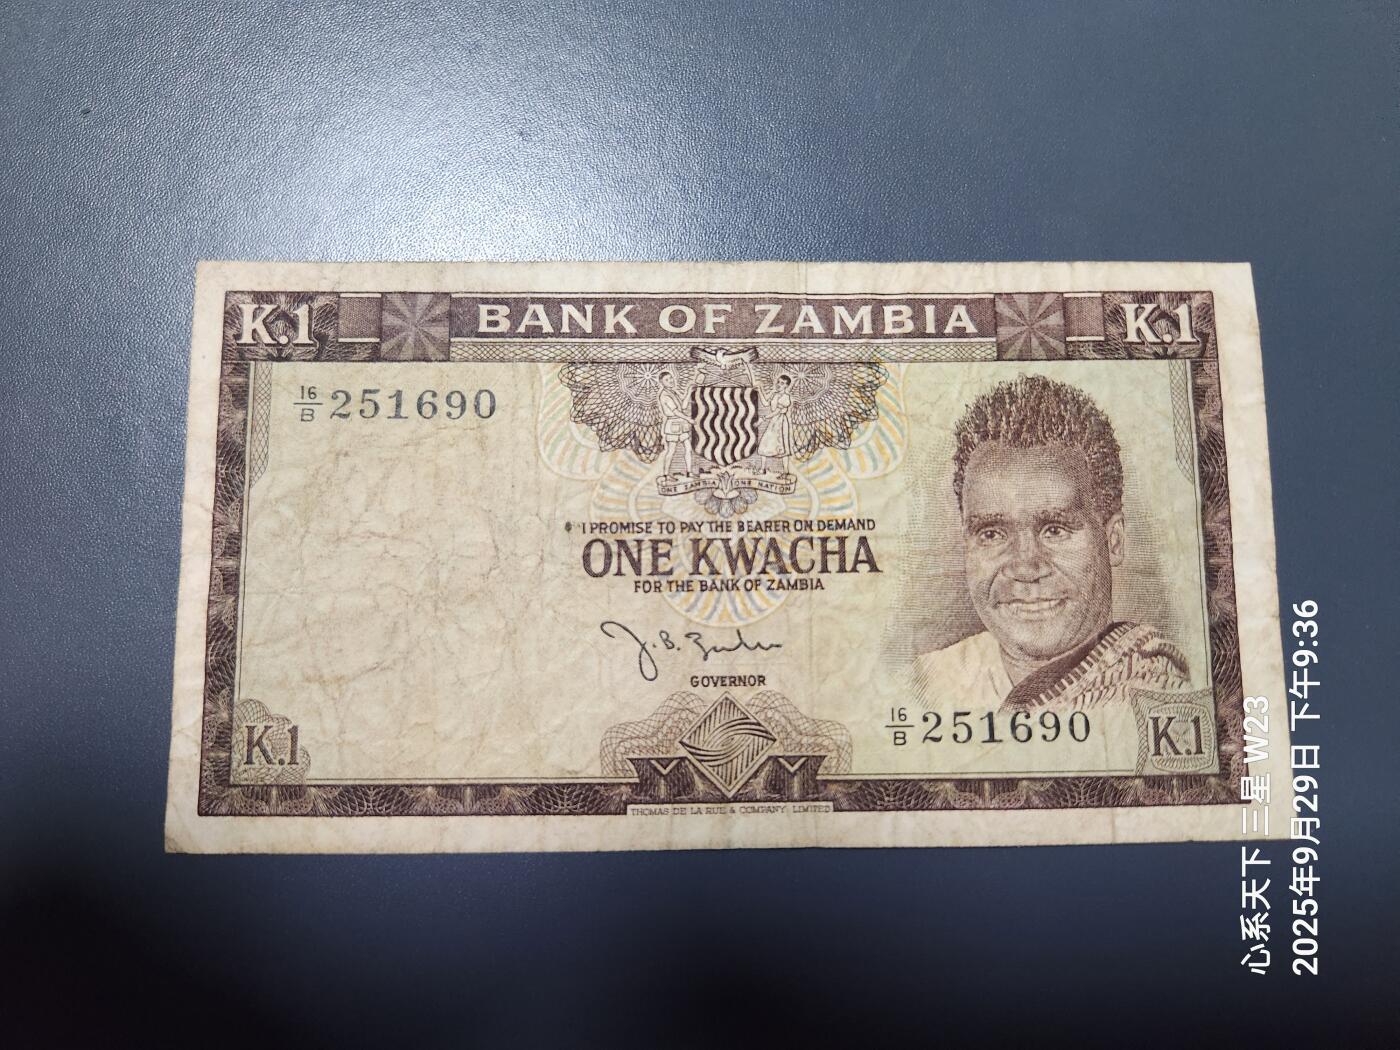 K.1 BANK OF ZAMBIA K.1
16/B 251690
ONE ZAMBIA ONE NATION
I PROMISE TO PAY THE BEARER ON DEMAND
ONE KWACHA
FOR THE BANK OF ZAMBIA
GOVERNOR
16/B 251690
K.1 K.1
THOMAS DE LA RUE & COMPANY, LIMITED
心系天下 三星 W23
2025年9月29日 下午9:36